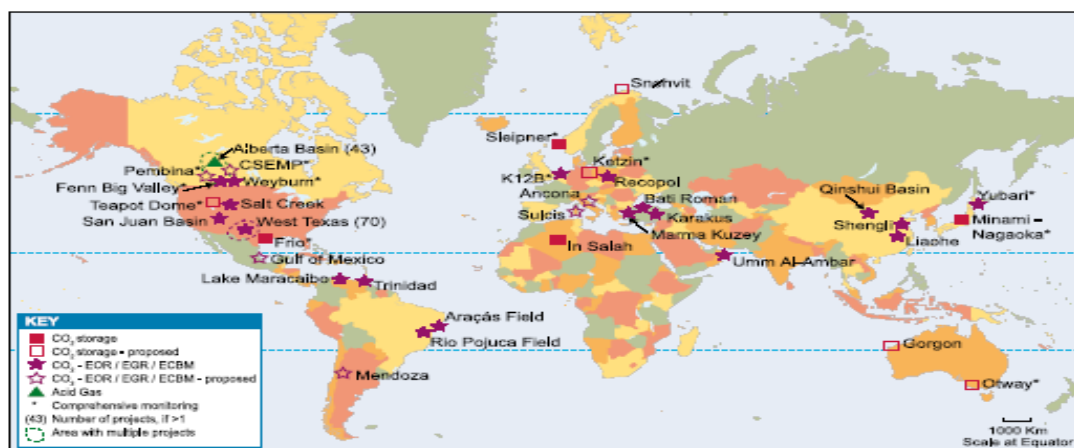 Snøhvit
Sleipner*
Alberta Basin (43)
Ketzin*
Pembina*
CSEMP*
K12B*
Recopol
Fenn Big Valley*
Weyburn*
Ancona
Bati Roman
Qinshui Basin
Yubari*
Teapot Dome*
Salt Creek
Sulcis
Karakus
San Juan Basin
West Texas (70)
Marma Kuzey
Shengli
Minami -
Nagaoka*
Frio*
In Salah
Liaohe
Gulf of Mexico
Umm Al-Ambar
Lake Maracaibo
Trinidad
Araçás Field
Rio Pojuca Field
Gorgon
Mendoza
Otway*
KEY
CO₂ storage
CO₂ storage - proposed
CO₂ - EOR / EGR / ECBM
CO₂ - EOR / EGR / ECBM - proposed
Acid Gas
* Comprehensive monitoring
(43) Number of projects, if >1
Area with multiple projects
1000 Km
Scale at Equator